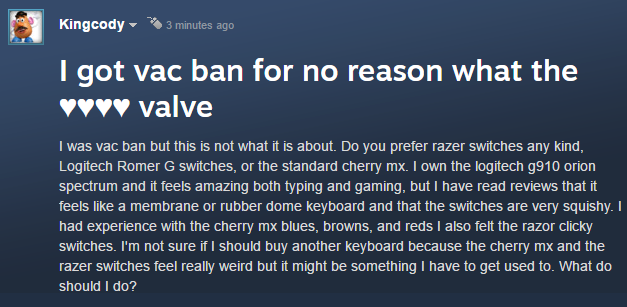 Kingcody 3 minutes ago
I got vac ban for no reason what the
♥♥♥♥ valve
I was vac ban but this is not what it is about. Do you prefer razer switches any kind,
Logitech Romer G switches, or the standard cherry mx. I own the logitech g910 orion
spectrum and it feels amazing both typing and gaming, but I have read reviews that it
feels like a membrane or rubber dome keyboard and that the switches are very squishy. I
had experience with the cherry mx blues, browns, and reds I also felt the razor clicky
switches. I'm not sure if I should buy another keyboard because the cherry mx and the
razer switches feel really weird but it might be something I have to get used to. What do
should I do?